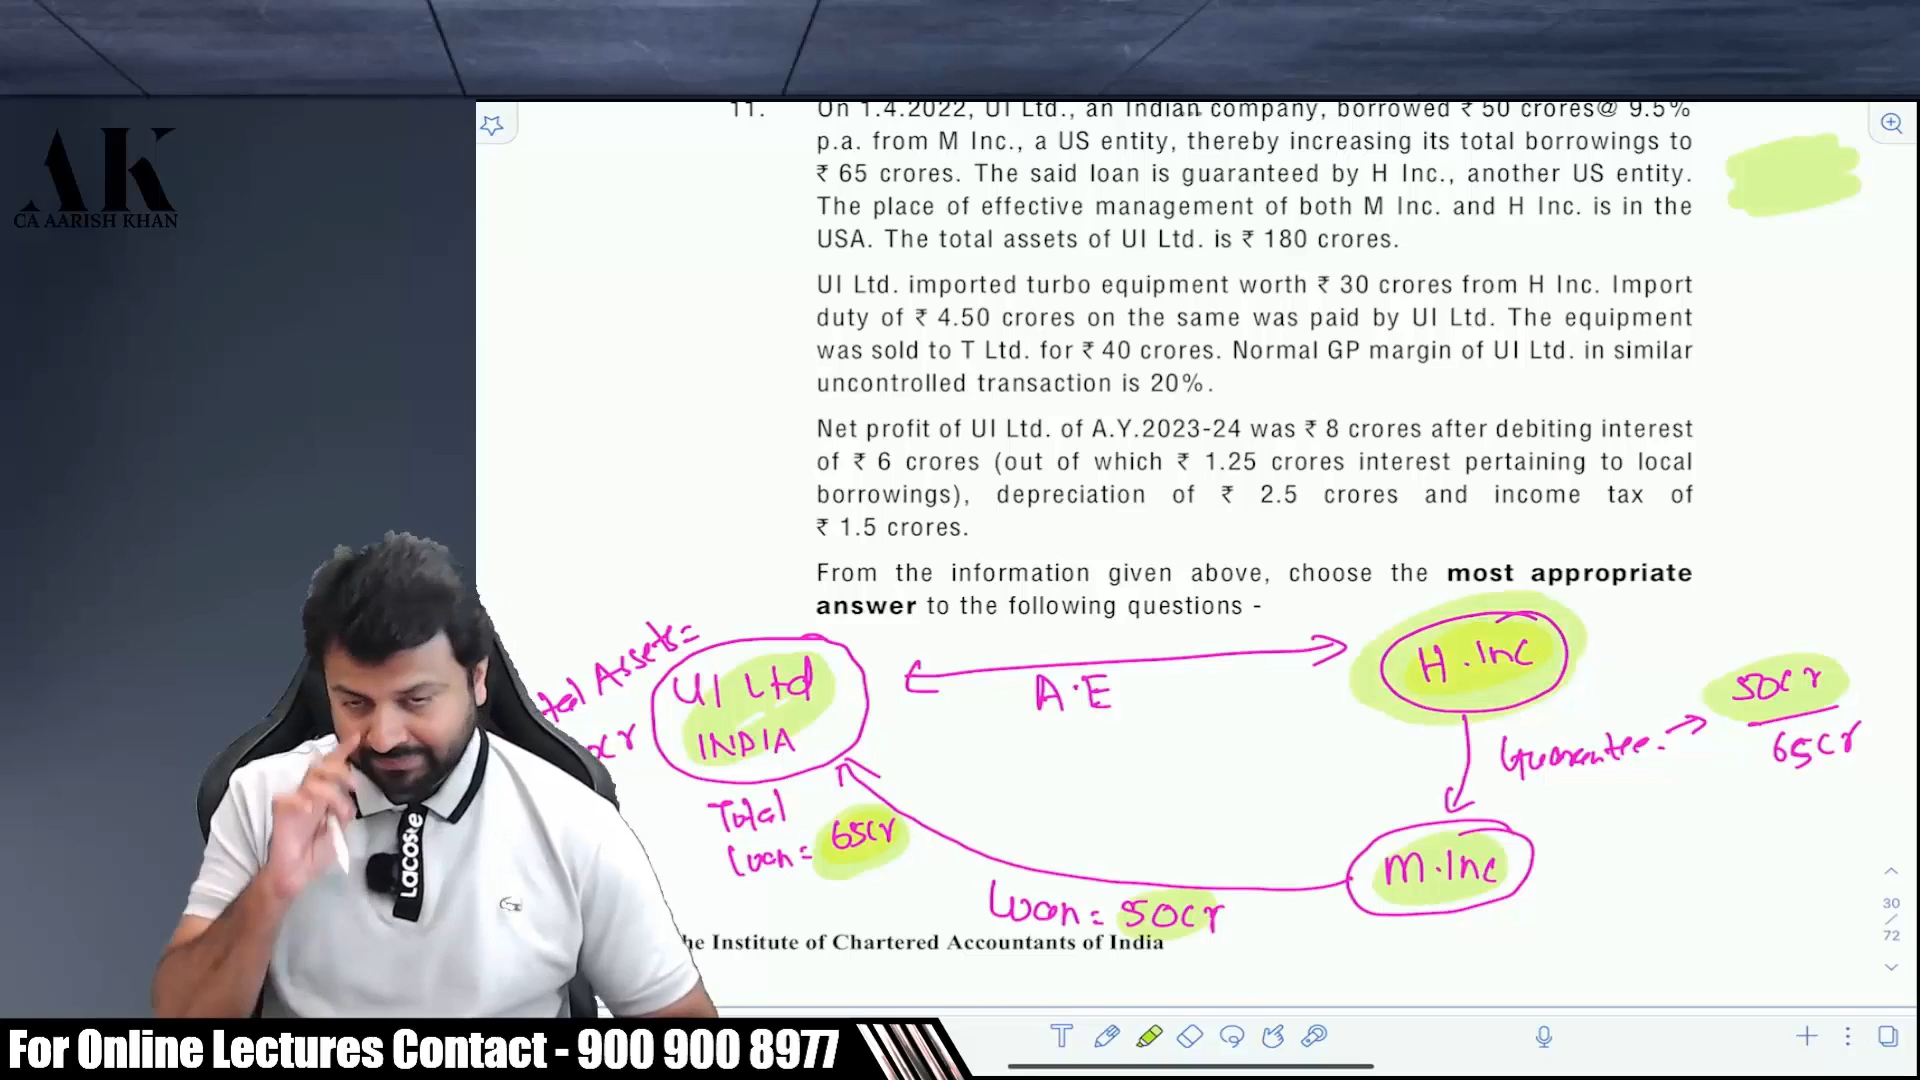 AK
CA AARISH KHAN
11. On 1.4.2022, UI Ltd., an Indian company, borrowed ₹ 50 crores@ 9.5%
p.a. from M Inc., a US entity, thereby increasing its total borrowings to
₹ 65 crores. The said loan is guaranteed by H Inc., another US entity.
The place of effective management of both M Inc. and H Inc. is in the
USA. The total assets of UI Ltd. is ₹ 180 crores.
UI Ltd. imported turbo equipment worth ₹ 30 crores from H Inc. Import
duty of ₹ 4.50 crores on the same was paid by UI Ltd. The equipment
was sold to T Ltd. for ₹ 40 crores. Normal GP margin of UI Ltd. in similar
uncontrolled transaction is 20%.
Net profit of UI Ltd. of A.Y.2023-24 was ₹ 8 crores after debiting interest
of ₹ 6 crores (out of which ₹ 1.25 crores interest pertaining to local
borrowings), depreciation of ₹ 2.5 crores and income tax of
₹ 1.5 crores.
From the information given above, choose the most appropriate
answer to the following questions -
Assets=
UI Ltd
INDIA
A.E
H.Inc
50cr
65cr
Guarantee.
Total
Loan = 65cr
M.Inc
Loan = 50cr
he Institute of Chartered Accountants of India
30
/
72
Lacoste
For Online Lectures Contact - 900 900 8977